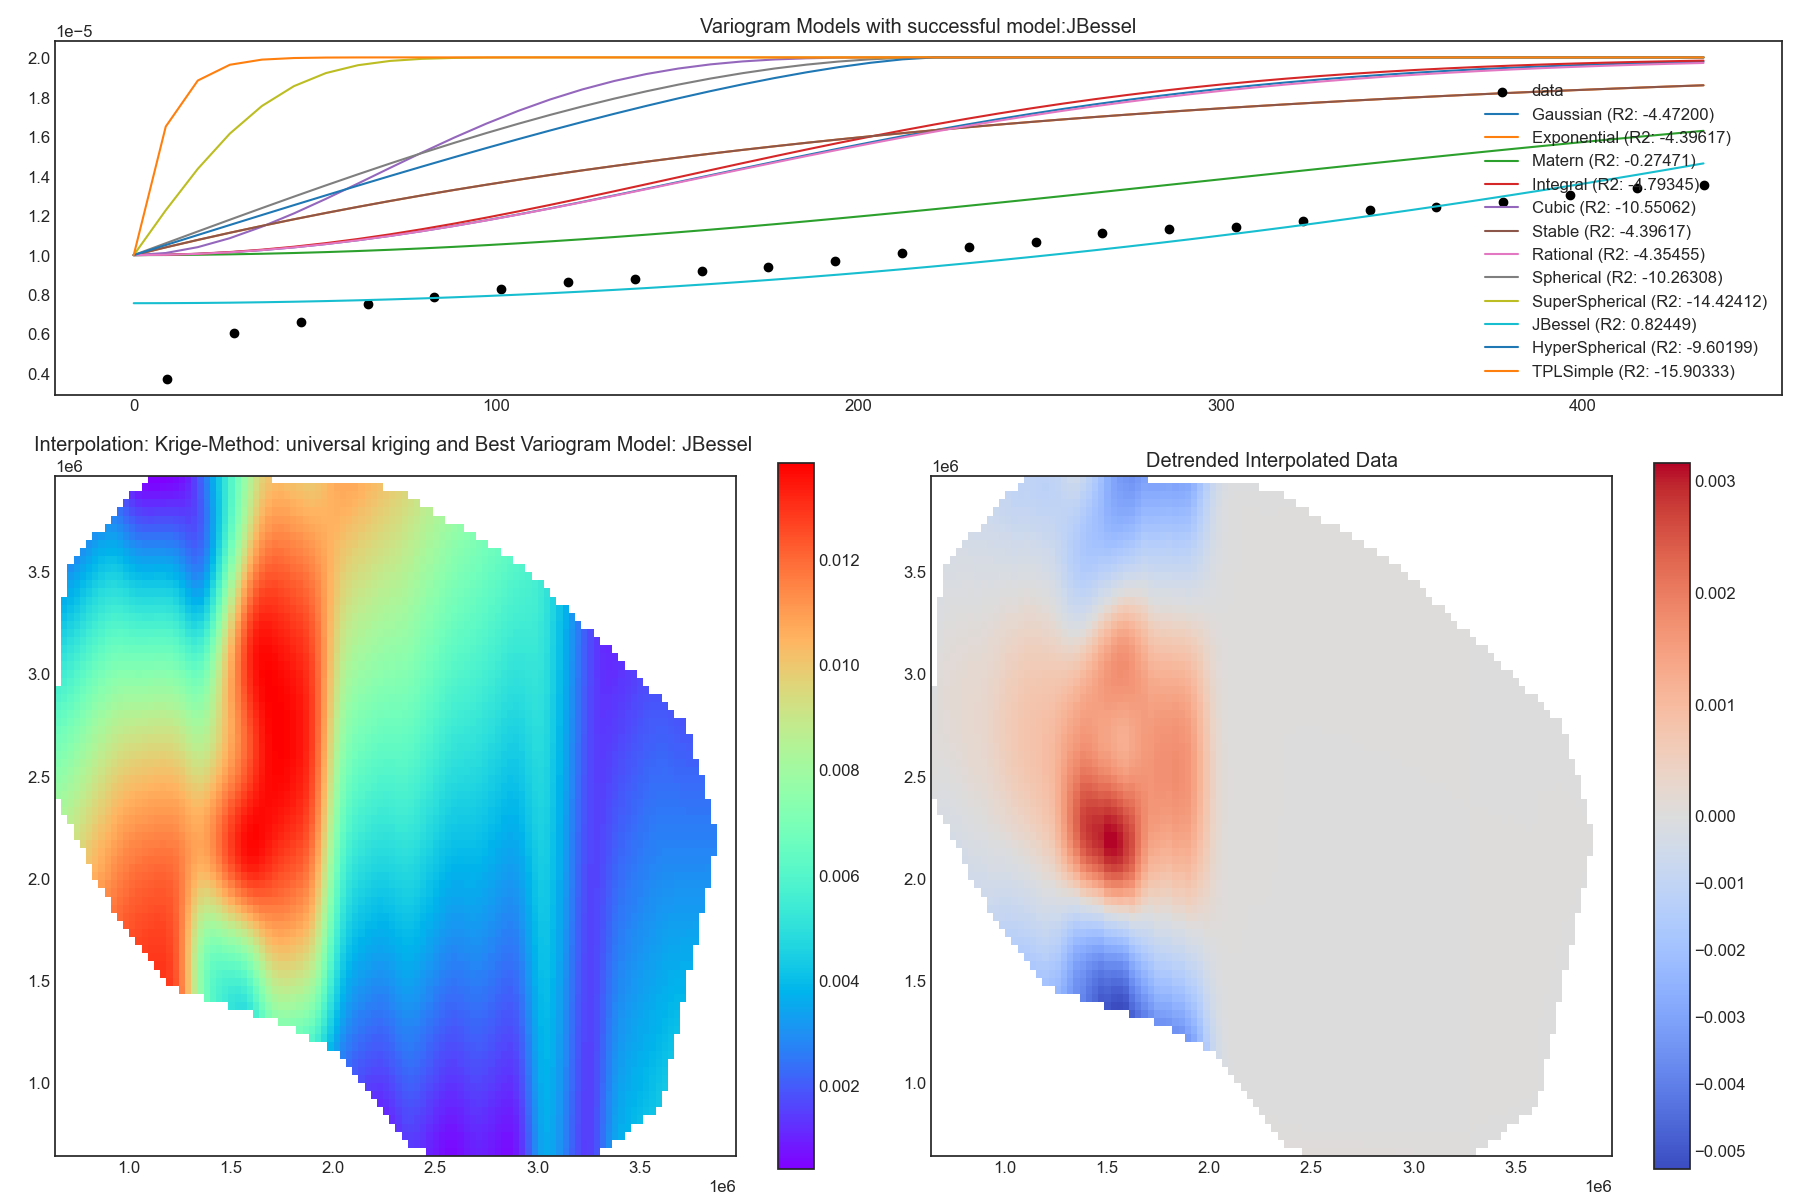 Variogram Models with successful model:JBessel
1e−5
2.0
1.8
1.6
1.4
1.2
1.0
0.8
0.6
0.4
0
100
200
300
400
data
Gaussian (R2: -4.47200)
Exponential (R2: -4.39617)
Matern (R2: -0.27471)
Integral (R2: -4.79345)
Cubic (R2: -10.55062)
Stable (R2: -4.39617)
Rational (R2: -4.35455)
Spherical (R2: -10.26308)
SuperSpherical (R2: -14.42412)
JBessel (R2: 0.82449)
HyperSpherical (R2: -9.60199)
TPLSimple (R2: -15.90333)
Interpolation: Krige-Method: universal kriging and Best Variogram Model: JBessel
1e6
3.5
3.0
2.5
2.0
1.5
1.0
1.0
1.5
2.0
2.5
3.0
3.5
1e6
0.012
0.010
0.008
0.006
0.004
0.002
Detrended Interpolated Data
1e6
3.5
3.0
2.5
2.0
1.5
1.0
1.0
1.5
2.0
2.5
3.0
3.5
1e6
0.003
0.002
0.001
0.000
−0.001
−0.002
−0.003
−0.004
−0.005